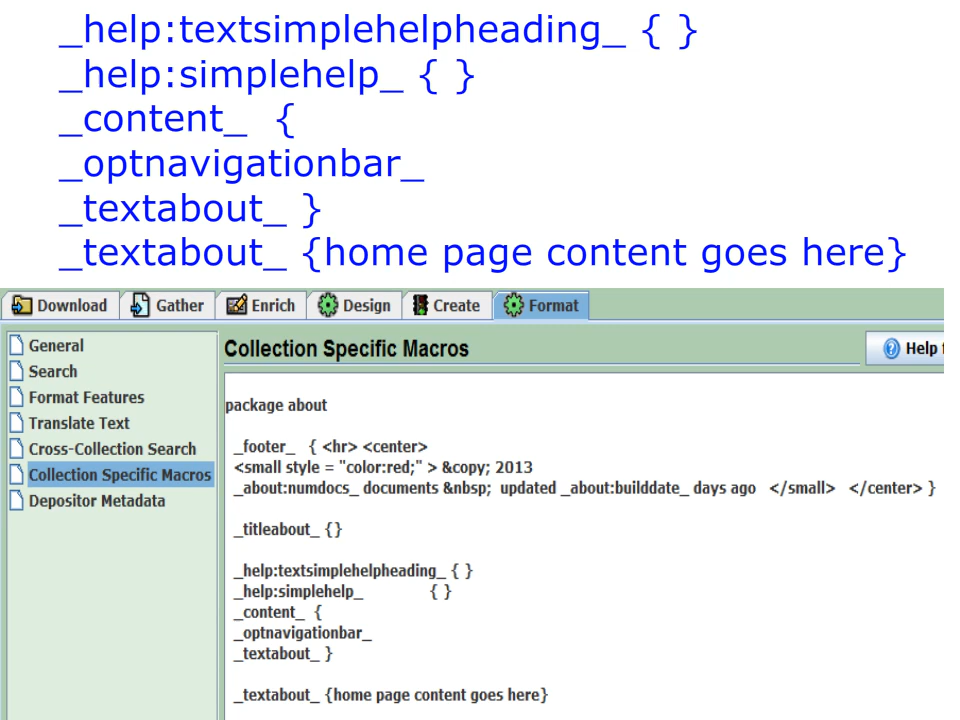 _help:textsimplehelpheading_ { }
_help:simplehelp_ { }
_content_ {
_optnavigationbar_
_textabout_ }
_textabout_ {home page content goes here}
Download Gather Enrich Design Create Format
General
Search
Format Features
Translate Text
Cross-Collection Search
Collection Specific Macros
Depositor Metadata
Collection Specific Macros
Help
package about
_footer_ { <hr> <center>
<small style = "color:red;" > &copy; 2013
_about:numdocs_ documents &nbsp; updated _about:builddate_ days ago </small> </center> }
_titleabout_ {}
_help:textsimplehelpheading_ { }
_help:simplehelp_ { }
_content_ {
_optnavigationbar_
_textabout_ }
_textabout_ {home page content goes here}